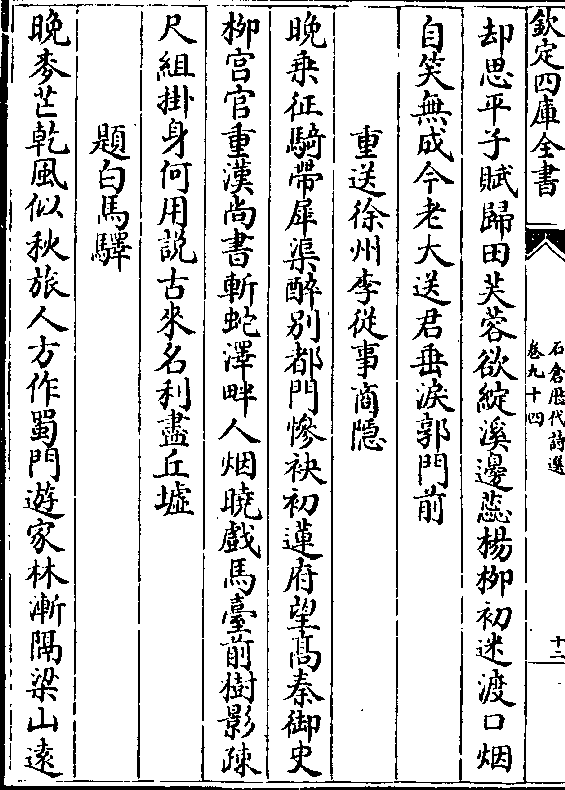 欽定四庫全書
石倉歴代詩選
卷九十四
十二
却思平子賦歸田芙蓉欲綻溪邊蕊楊柳初迷渡口烟
自笑無成今老大送君垂淚郭門前
重送徐州李從事商隱
晚乘征騎帶犀渠醉别都門慘袂初蓮府望髙秦御史
柳宫官重漢尚書斬蛇澤畔人烟曉戲馬臺前樹影疎
尺組掛身何用説古來名利盡丘墟
題白馬驛
晚麥芒乾風似秋旅人方作蜀門遊家林漸隔梁山遠